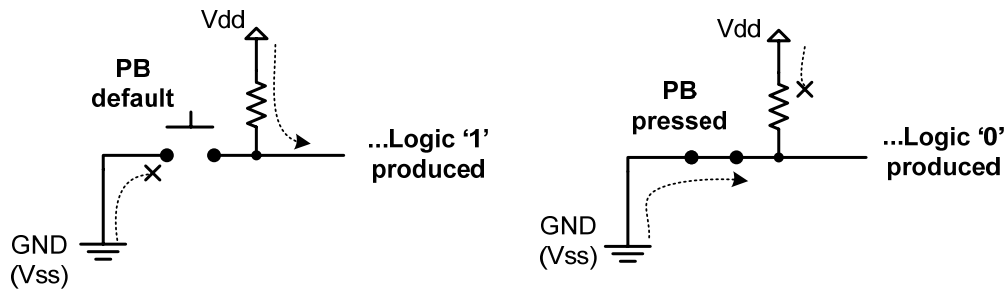 Vdd
PB
default
...Logic ‘1’
produced
GND
(Vss)
Vdd
PB
pressed
...Logic ‘0’
produced
GND
(Vss)